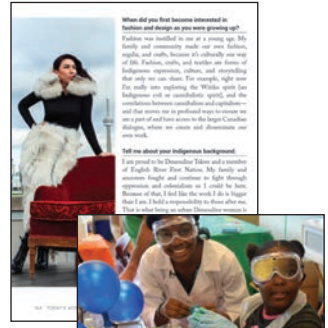 When did you first become interested in
fashion and design as you were growing up?
Fashion was instilled in me at a young age. My
family and community made our own fashion,
regalia, and crafts, because it's culturally our way
of life. Fashion, crafts, and textiles are forms of
Indigenous expression, culture, and storytelling
that only we can share. For example, right now
I'm really into exploring the Wittiko spirit [an
Indigenous evil or cannibalistic spirit], and the
correlations between cannibalism and capitalism—
and that moves me in profound ways to ensure we
are a part of and have access to the larger Canadian
dialogue, where we create and disseminate our
own work.
Tell me about your Indigenous background.
I am proud to be Denesuline Tskwe and a member
of English River First Nation. My family and
ancestors fought and continue to fight through
oppression and colonialism so I could be here.
Because of that, I feel like the work I do is bigger
than I am. I hold a responsibility to those after me.
That is what being an urban Denesuline woman is
TODAY'S